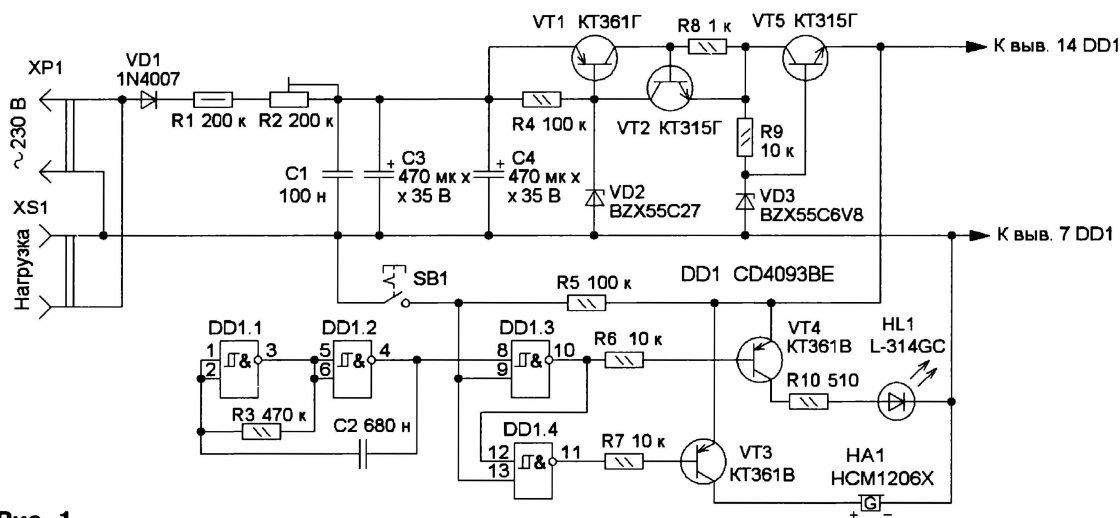 VT1 КТ361Г
R8 1 к
VT5 КТ315Г
К выв. 14 DD1
XP1
VD1
1N4007
~230 В
R1 200 к
R2 200 к
R4 100 к
VT2 КТ315Г
R9
10 к
C1
100 н
+ C3
470 мк x
x 35 В
+ C4
470 мк x
x 35 В
VD2
BZX55C27
VD3
BZX55C6V8
XS1
Нагрузка
К выв. 7 DD1
SB1
R5 100 к
DD1 CD4093BE
DD1.1
DD1.2
DD1.3
R6 10 к
VT4
КТ361В
HL1
L-314GC
1
2
&
3
5
6
&
4
8
9
&
10
R10 510
R3 470 к
C2 680 н
DD1.4
12
13
&
11
R7 10 к
VT3
КТ361В
HA1
HCM1206X
+ G −
Рис. 1